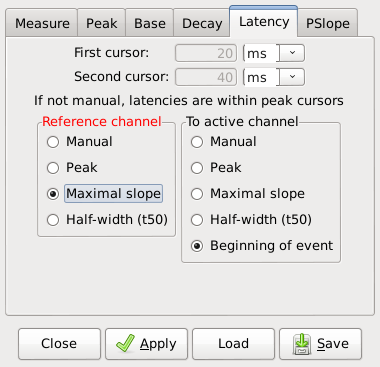 Measure Peak Base Decay Latency PSlope
First cursor: 20 ms
Second cursor: 40 ms
If not manual, latencies are within peak cursors
Reference channel
Manual
Peak
Maximal slope
Half-width (t50)
To active channel
Manual
Peak
Maximal slope
Half-width (t50)
Beginning of event
Close Apply Load Save